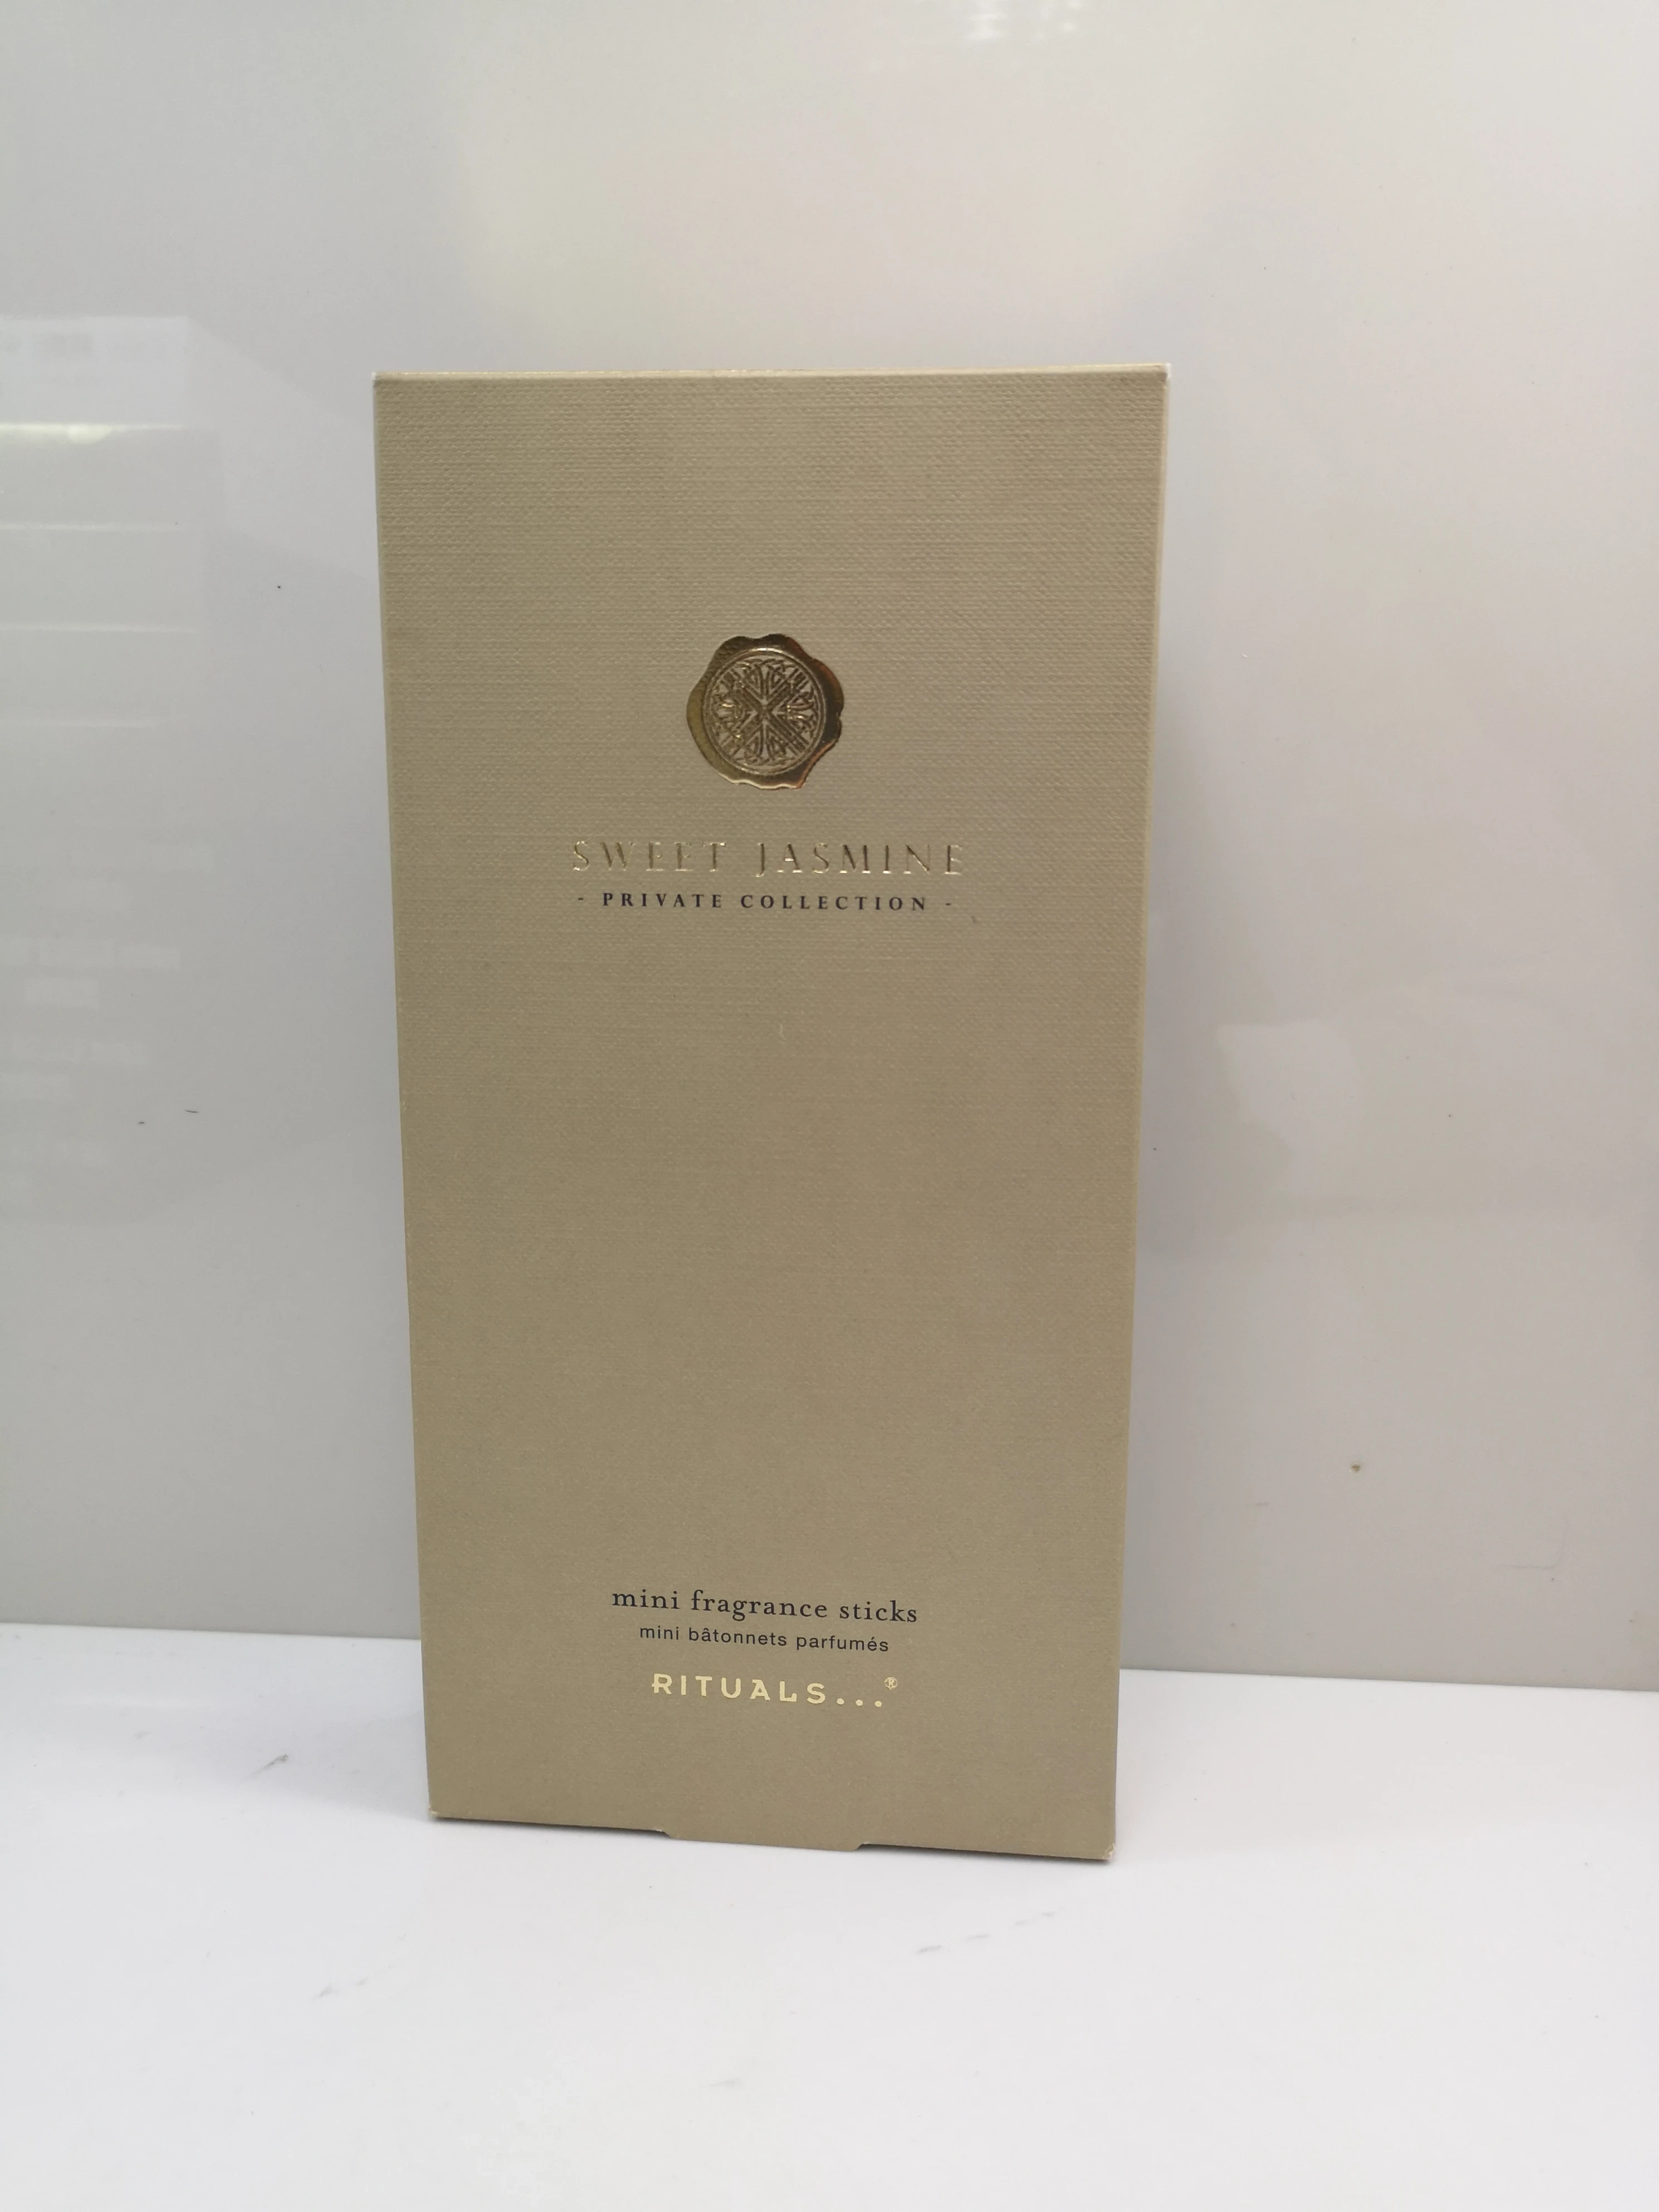 SWEET JASMINE
- PRIVATE COLLECTION -
mini fragrance sticks
mini bâtonnets parfumés
RITUALS...®